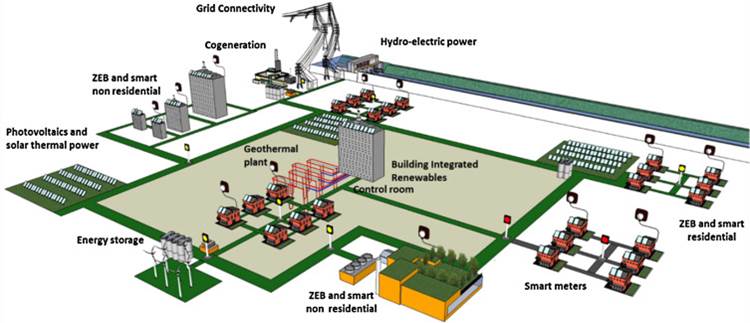 Grid Connectivity
Cogeneration
Hydro-electric power
ZEB and smart
non residential
Photovoltaics and
solar thermal power
Geothermal
plant
Building Integrated
Renewables
Control room
ZEB and smart
residential
Energy storage
Smart meters
ZEB and smart
non residential